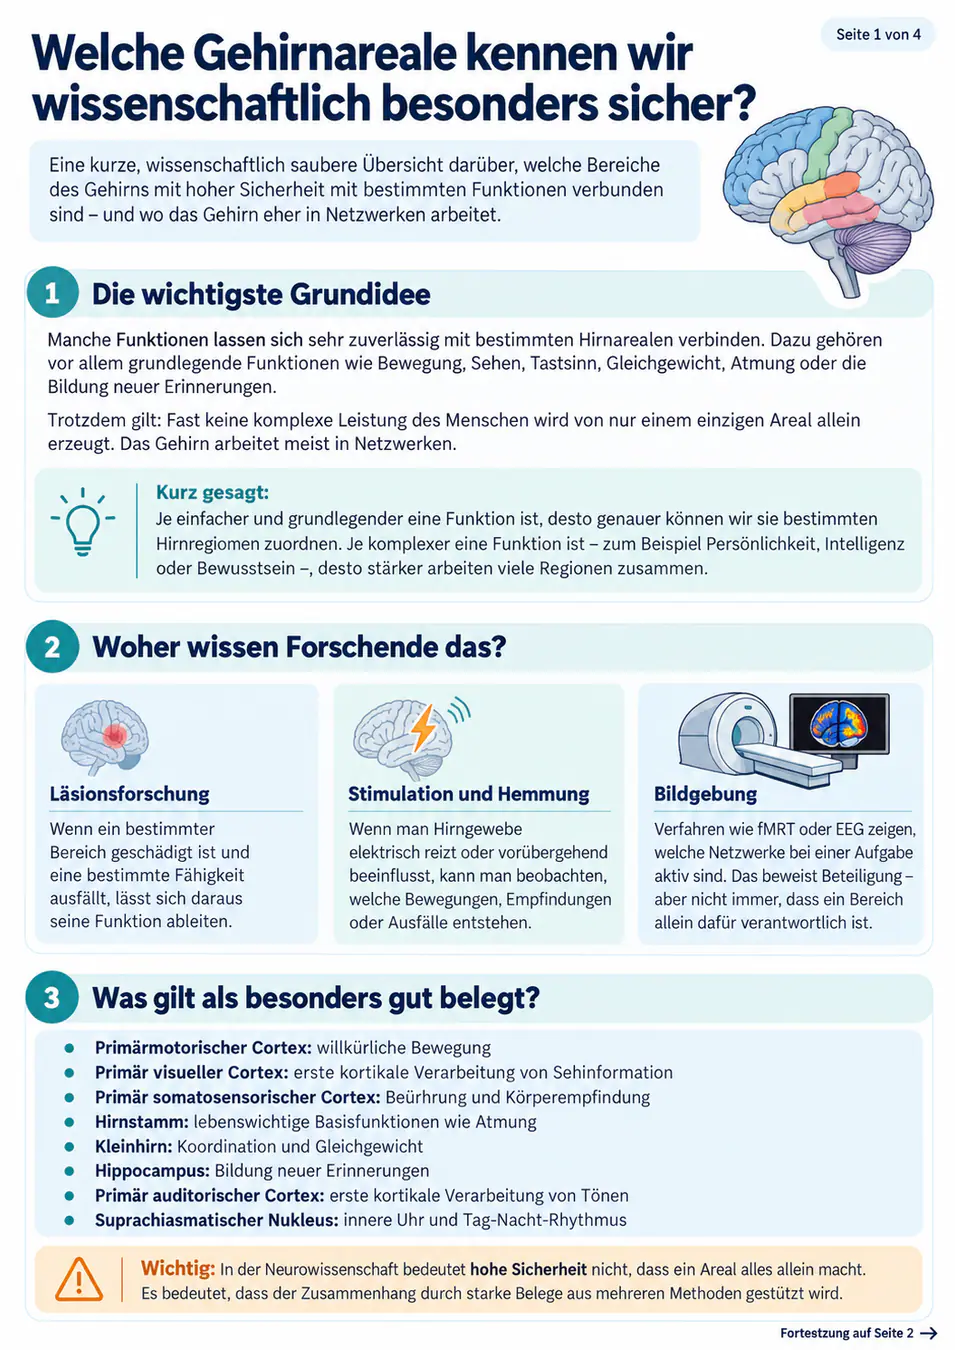 Seite 1 von 4
Welche Gehirnareale kennen wir
wissenschaftlich besonders sicher?
Eine kurze, wissenschaftlich saubere Übersicht darüber, welche Bereiche
des Gehirns mit hoher Sicherheit mit bestimmten Funktionen verbunden
sind – und wo das Gehirn eher in Netzwerken arbeitet.
1 Die wichtigste Grundidee
Manche Funktionen lassen sich sehr zuverlässig mit bestimmten Hirnarealen verbinden. Dazu gehören
vor allem grundlegende Funktionen wie Bewegung, Sehen, Tastsinn, Gleichgewicht, Atmung oder die
Bildung neuer Erinnerungen.
Trotzdem gilt: Fast keine komplexe Leistung des Menschen wird von nur einem einzigen Areal allein
erzeugt. Das Gehirn arbeitet meist in Netzwerken.
Kurz gesagt:
Je einfacher und grundlegender eine Funktion ist, desto genauer können wir sie bestimmten
Hirnregiomen zuordnen. Je komplexer eine Funktion ist – zum Beispiel Persönlichkeit, Intelligenz
oder Bewusstsein –, desto stärker arbeiten viele Regionen zusammen.
2 Woher wissen Forschende das?
Läsionsforschung
Wenn ein bestimmter
Bereich geschädigt ist und
eine bestimmte Fähigkeit
ausfällt, lässt sich daraus
seine Funktion ableiten.
Stimulation und Hemmung
Wenn man Hirngewebe
elektrisch reizt oder vorübergehend
beeinflusst, kann man beobachten,
welche Bewegungen, Empfindungen
oder Ausfälle entstehen.
Bildgebung
Verfahren wie fMRT oder EEG zeigen,
welche Netzwerke bei einer Aufgabe
aktiv sind. Das beweist Beteiligung –
aber nicht immer, dass ein Bereich
allein dafür verantwortlich ist.
3 Was gilt als besonders gut belegt?
● Primärmotorischer Cortex: willkürliche Bewegung
● Primär visueller Cortex: erste kortikale Verarbeitung von Sehinformation
● Primär somatosensorischer Cortex: Beürhrung und Körperempfindung
● Hirnstamm: lebenswichtige Basisfunktionen wie Atmung
● Kleinhirn: Koordination und Gleichgewicht
● Hippocampus: Bildung neuer Erinnerungen
● Primär auditorischer Cortex: erste kortikale Verarbeitung von Tönen
● Suprachiasmatischer Nukleus: innere Uhr und Tag-Nacht-Rhythmus
Wichtig: In der Neurowissenschaft bedeutet hohe Sicherheit nicht, dass ein Areal alles allein macht.
Es bedeutet, dass der Zusammenhang durch starke Belege aus mehreren Methoden gestützt wird.
Fortestzung auf Seite 2 →